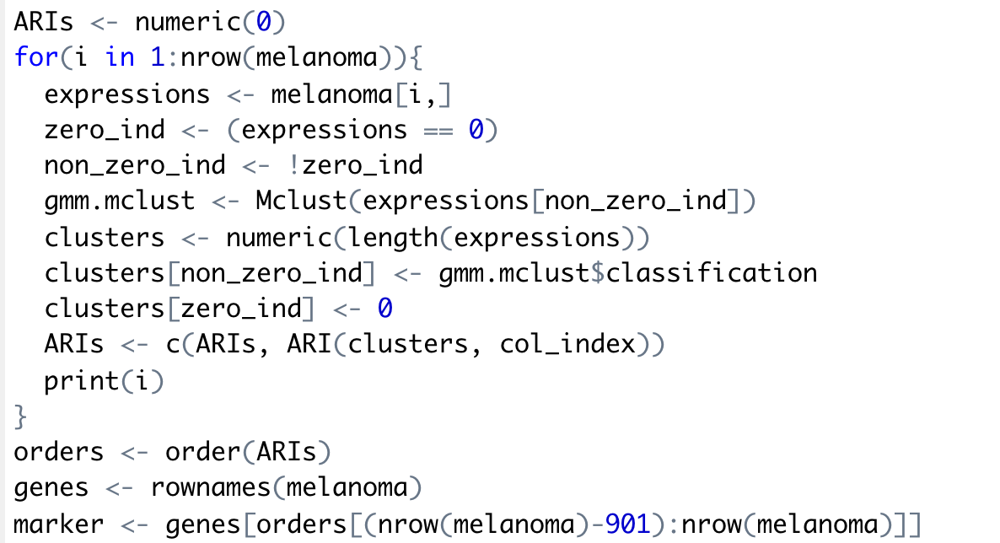 ARIs <- numeric(0)
for(i in 1:nrow(melanoma)){
  expressions <- melanoma[i,]
  zero_ind <- (expressions == 0)
  non_zero_ind <- !zero_ind
  gmm.mclust <- Mclust(expressions[non_zero_ind])
  clusters <- numeric(length(expressions))
  clusters[non_zero_ind] <- gmm.mclust$classification
  clusters[zero_ind] <- 0
  ARIs <- c(ARIs, ARI(clusters, col_index))
  print(i)
}
orders <- order(ARIs)
genes <- rownames(melanoma)
marker <- genes[orders[(nrow(melanoma)-901):nrow(melanoma)]]